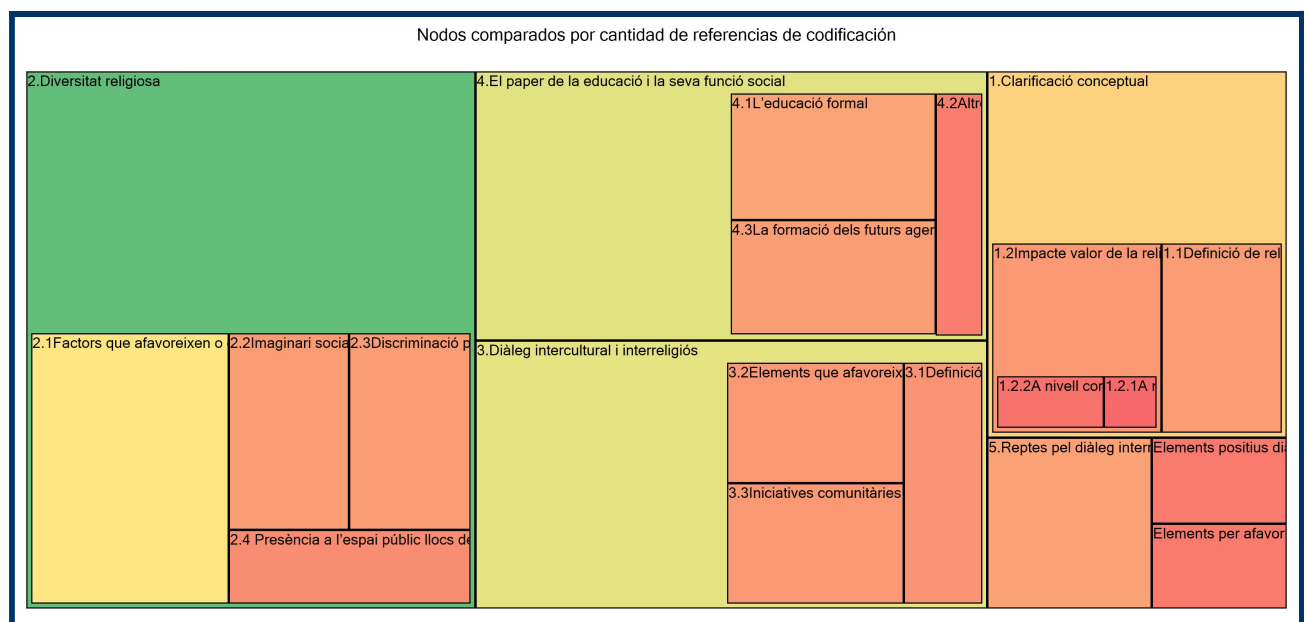 Nodos comparados por cantidad de referencias de codificación
2.Diversitat religiosa
2.1Factors que afavoreixen o
2.2Imaginari socia
2.3Discriminació p
2.4 Presència a l'espai públic llocs de
4.El paper de la educació i la seva funció social
4.1L'educació formal
4.2Altr
4.3La formació dels futurs ager
3.Diàleg intercultural i interreligiós
3.2Elements que afavoreix
3.1Definició
3.3Iniciatives comunitàries
1.Clarificació conceptual
1.2Impacte valor de la reli
1.1Definició de rel
1.2.2A nivell cor
1.2.1A r
5.Reptes pel diàleg interr
Elements positius dia
Elements per afavor